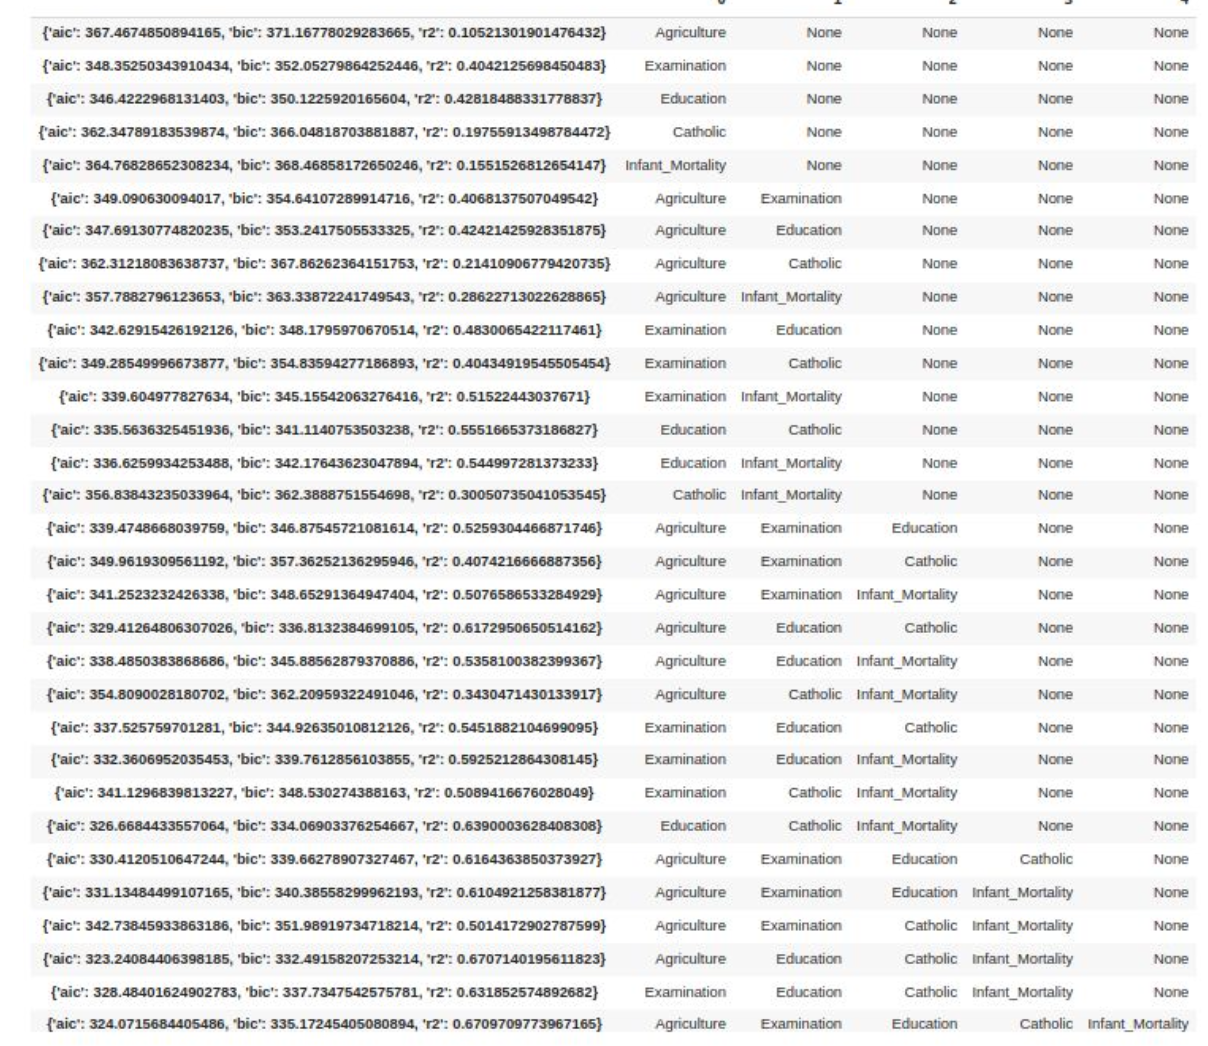 0 1 2 3 4
{'aic': 367.4674850894165, 'bic': 371.16778029283665, 'r2': 0.10521301901476432} Agriculture None None None None
{'aic': 348.35250343910434, 'bic': 352.05279864252446, 'r2': 0.4042125698450483} Examination None None None None
{'aic': 346.4222968131403, 'bic': 350.1225920165604, 'r2': 0.42818488331778837} Education None None None None
{'aic': 362.34789183539874, 'bic': 366.04818703881887, 'r2': 0.19755913498784472} Catholic None None None None
{'aic': 364.76828652308234, 'bic': 368.46858172650246, 'r2': 0.1551526812654147} Infant_Mortality None None None None
{'aic': 349.090630094017, 'bic': 354.64107289914716, 'r2': 0.4068137507049542} Agriculture Examination None None None
{'aic': 347.69130774820235, 'bic': 353.2417505533325, 'r2': 0.42421425928351875} Agriculture Education None None None
{'aic': 362.31218083638737, 'bic': 367.86262364151753, 'r2': 0.21410906779420735} Agriculture Catholic None None None
{'aic': 357.7882796123653, 'bic': 363.33872241749543, 'r2': 0.28622713022628865} Agriculture Infant_Mortality None None None
{'aic': 342.62915426192126, 'bic': 348.1795970670514, 'r2': 0.4830065422117461} Examination Education None None None
{'aic': 349.28549996673877, 'bic': 354.83594277186893, 'r2': 0.40434919545505454} Examination Catholic None None None
{'aic': 339.604977827634, 'bic': 345.15542063276416, 'r2': 0.51522443037671} Examination Infant_Mortality None None None
{'aic': 335.5636325451936, 'bic': 341.1140753503238, 'r2': 0.5551665373186827} Education Catholic None None None
{'aic': 336.6259934253488, 'bic': 342.17643623047894, 'r2': 0.544997281373233} Education Infant_Mortality None None None
{'aic': 356.83843235033964, 'bic': 362.3888751554698, 'r2': 0.30050735041053545} Catholic Infant_Mortality None None None
{'aic': 339.4748668039759, 'bic': 346.87545721081614, 'r2': 0.5259304466871746} Agriculture Examination Education None None
{'aic': 349.9619309561192, 'bic': 357.36252136295946, 'r2': 0.4074216666887356} Agriculture Examination Catholic None None
{'aic': 341.2523232426338, 'bic': 348.65291364947404, 'r2': 0.5076586533284929} Agriculture Examination Infant_Mortality None None
{'aic': 329.41264806307026, 'bic': 336.8132384699105, 'r2': 0.6172950650514162} Agriculture Education Catholic None None
{'aic': 338.4850383868686, 'bic': 345.88562879370886, 'r2': 0.5358100382399367} Agriculture Education Infant_Mortality None None
{'aic': 354.8090028180702, 'bic': 362.20959322491046, 'r2': 0.3430471430133917} Agriculture Catholic Infant_Mortality None None
{'aic': 337.525759701281, 'bic': 344.92635010812126, 'r2': 0.5451882104699095} Examination Education Catholic None None
{'aic': 332.3606952035453, 'bic': 339.7612856103855, 'r2': 0.5925212864308145} Examination Education Infant_Mortality None None
{'aic': 341.1296839813227, 'bic': 348.530274388163, 'r2': 0.5089416676028049} Examination Catholic Infant_Mortality None None
{'aic': 326.6684433557064, 'bic': 334.06903376254667, 'r2': 0.6390003628408308} Education Catholic Infant_Mortality None None
{'aic': 330.4120510647244, 'bic': 339.66278907327467, 'r2': 0.6164363850373927} Agriculture Examination Education Catholic None
{'aic': 331.13484499107165, 'bic': 340.38558299962193, 'r2': 0.6104921258381877} Agriculture Examination Education Infant_Mortality None
{'aic': 342.73845933863186, 'bic': 351.98919734718214, 'r2': 0.5014172902787599} Agriculture Examination Catholic Infant_Mortality None
{'aic': 323.24084406398185, 'bic': 332.49158207253214, 'r2': 0.6707140195611823} Agriculture Education Catholic Infant_Mortality None
{'aic': 328.48401624902783, 'bic': 337.7347542575781, 'r2': 0.631852574892682} Examination Education Catholic Infant_Mortality None
{'aic': 324.0715684405486, 'bic': 335.17245405080894, 'r2': 0.6709709773967165} Agriculture Examination Education Catholic Infant_Mortality